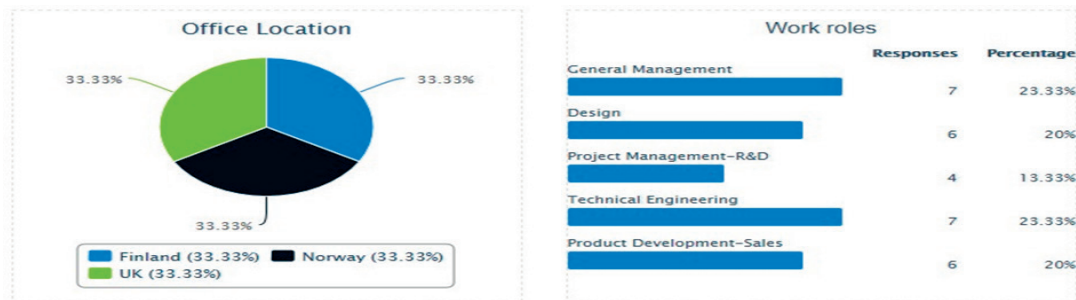 Office Location
33.33%
33.33%
33.33%
Finland (33.33%) Norway (33.33%)
UK (33.33%)
Work roles
Responses Percentage
General Management
7 23.33%
Design
6 20%
Project Management-R&D
4 13.33%
Technical Engineering
7 23.33%
Product Development-Sales
6 20%